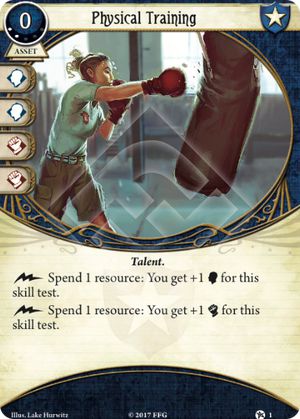 Physical Training
0
ASSET
Talent.
Spend 1 resource: You get +1 for this
skill test.
Spend 1 resource: You get +1 for this
skill test.
Illus. Lake Hurwitz © 2017 FFG 1